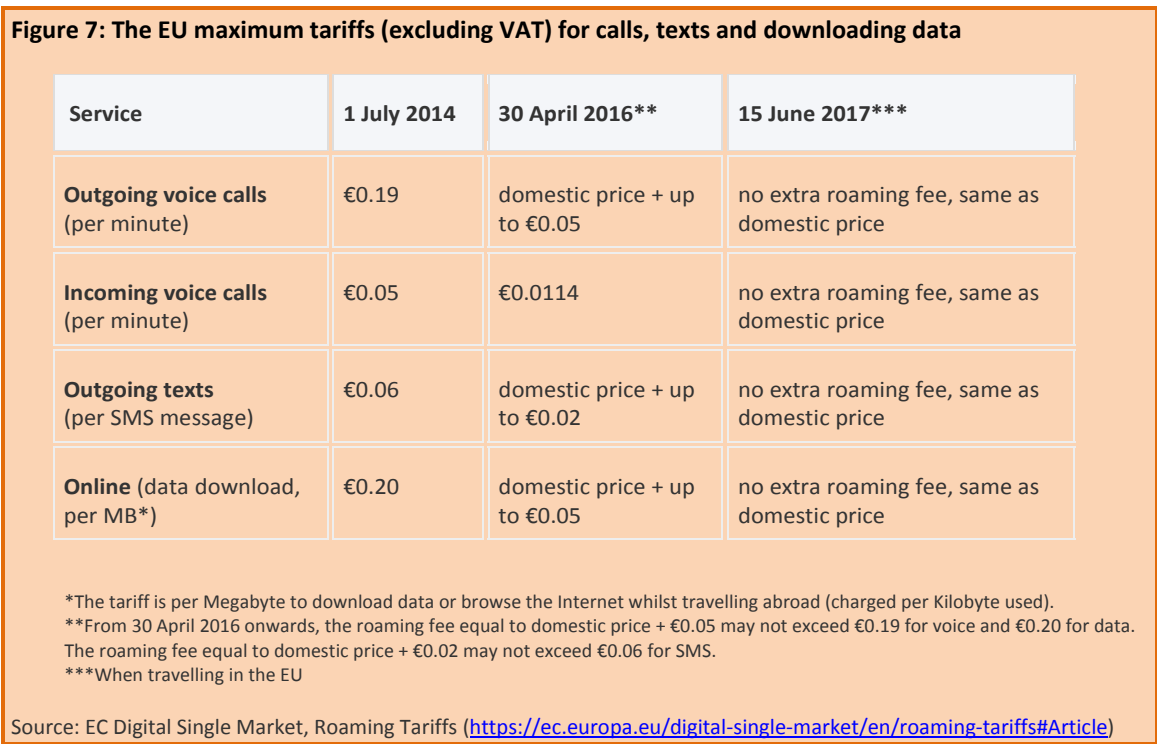 Figure 7: The EU maximum tariffs (excluding VAT) for calls, texts and downloading data
Service
1 July 2014
30 April 2016**
15 June 2017***
Outgoing voice calls
(per minute)
€0.19
domestic price + up
to €0.05
no extra roaming fee, same as
domestic price
Incoming voice calls
(per minute)
€0.05
€0.0114
no extra roaming fee, same as
domestic price
Outgoing texts
(per SMS message)
€0.06
domestic price + up
to €0.02
no extra roaming fee, same as
domestic price
Online (data download,
per MB*)
€0.20
domestic price + up
to €0.05
no extra roaming fee, same as
domestic price
*The tariff is per Megabyte to download data or browse the Internet whilst travelling abroad (charged per Kilobyte used).
**From 30 April 2016 onwards, the roaming fee equal to domestic price + €0.05 may not exceed €0.19 for voice and €0.20 for data.
The roaming fee equal to domestic price + €0.02 may not exceed €0.06 for SMS.
***When travelling in the EU
Source: EC Digital Single Market, Roaming Tariffs (https://ec.europa.eu/digital-single-market/en/roaming-tariffs#Article)